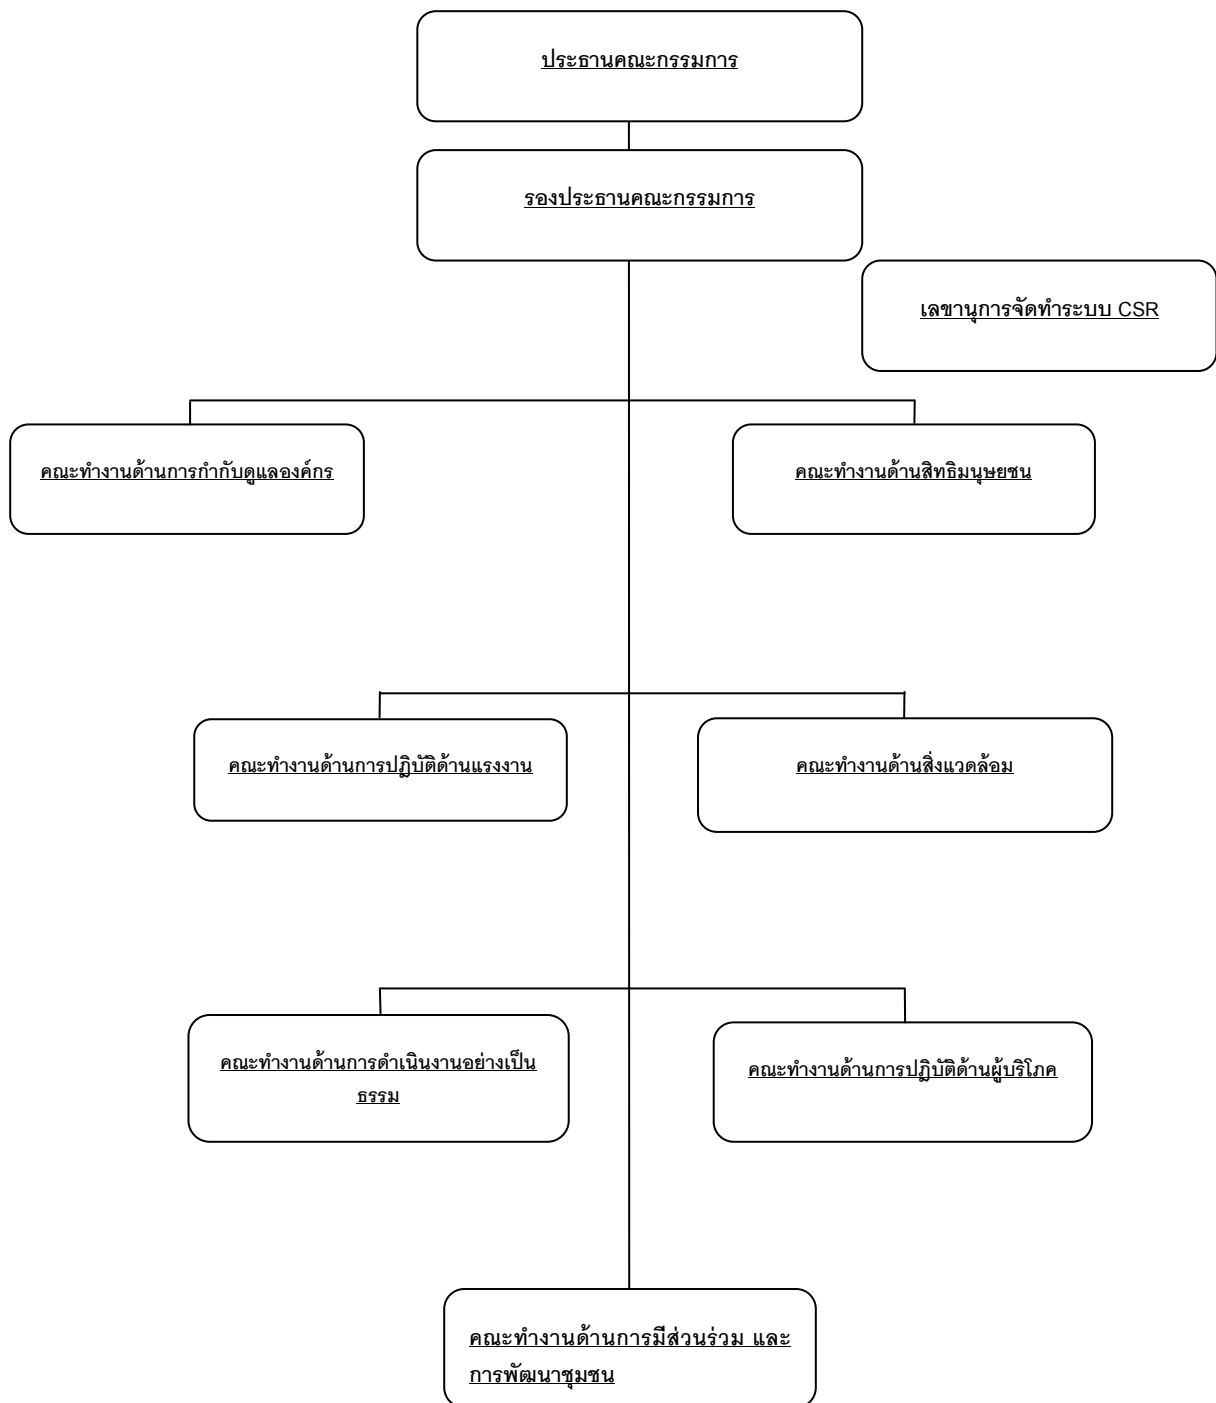 ประธานคณะกรรมการ
รองประธานคณะกรรมการ
เลขานุการจัดทำระบบ CSR
คณะทำงานด้านการกำกับดูแลองค์กร
คณะทำงานด้านสิทธิมนุษยชน
คณะทำงานด้านการปฏิบัติด้านแรงงาน
คณะทำงานด้านสิ่งแวดล้อม
คณะทำงานด้านการดำเนินงานอย่างเป็น
ธรรม
คณะทำงานด้านการปฏิบัติด้านผู้บริโภค
คณะทำงานด้านการมีส่วนร่วม และ
การพัฒนาชุมชน